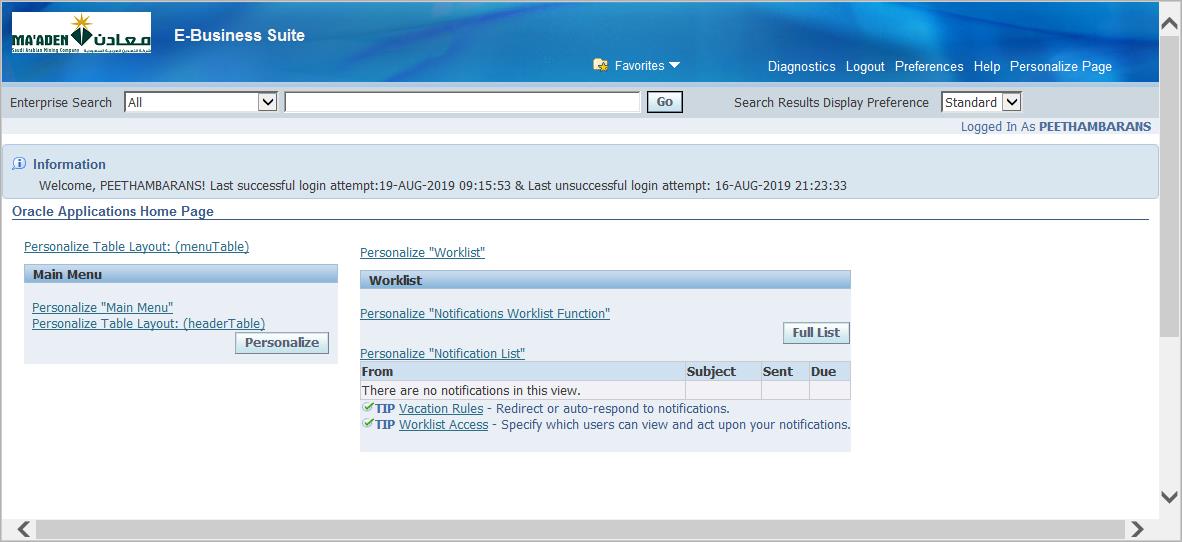 MA'ADEN معادن
Saudi Arabian Mining Company شركة التعدين العربية السعودية
E-Business Suite
Favorites
Diagnostics Logout Preferences Help Personalize Page
Enterprise Search All Go Search Results Display Preference Standard
Logged In As PEETHAMBARANS
Information
Welcome, PEETHAMBARANS! Last successful login attempt:19-AUG-2019 09:15:53 & Last unsuccessful login attempt: 16-AUG-2019 21:23:33
Oracle Applications Home Page
Personalize Table Layout: (menuTable)
Main Menu
Personalize "Main Menu"
Personalize Table Layout: (headerTable)
Personalize
Personalize "Worklist"
Worklist
Personalize "Notifications Worklist Function"
Full List
Personalize "Notification List"
From Subject Sent Due
There are no notifications in this view.
TIP Vacation Rules - Redirect or auto-respond to notifications.
TIP Worklist Access - Specify which users can view and act upon your notifications.